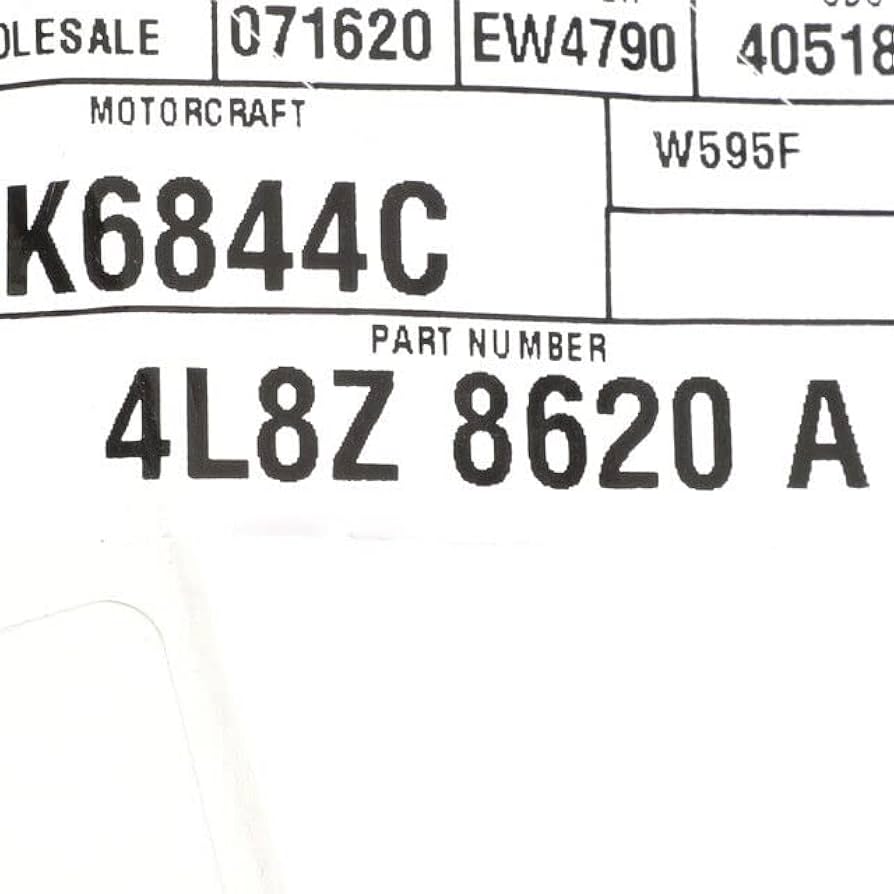 OLESALE 071620 EW4790 40518
MOTORCRAFT
W595F
K6844C
PART NUMBER
4L8Z 8620 A